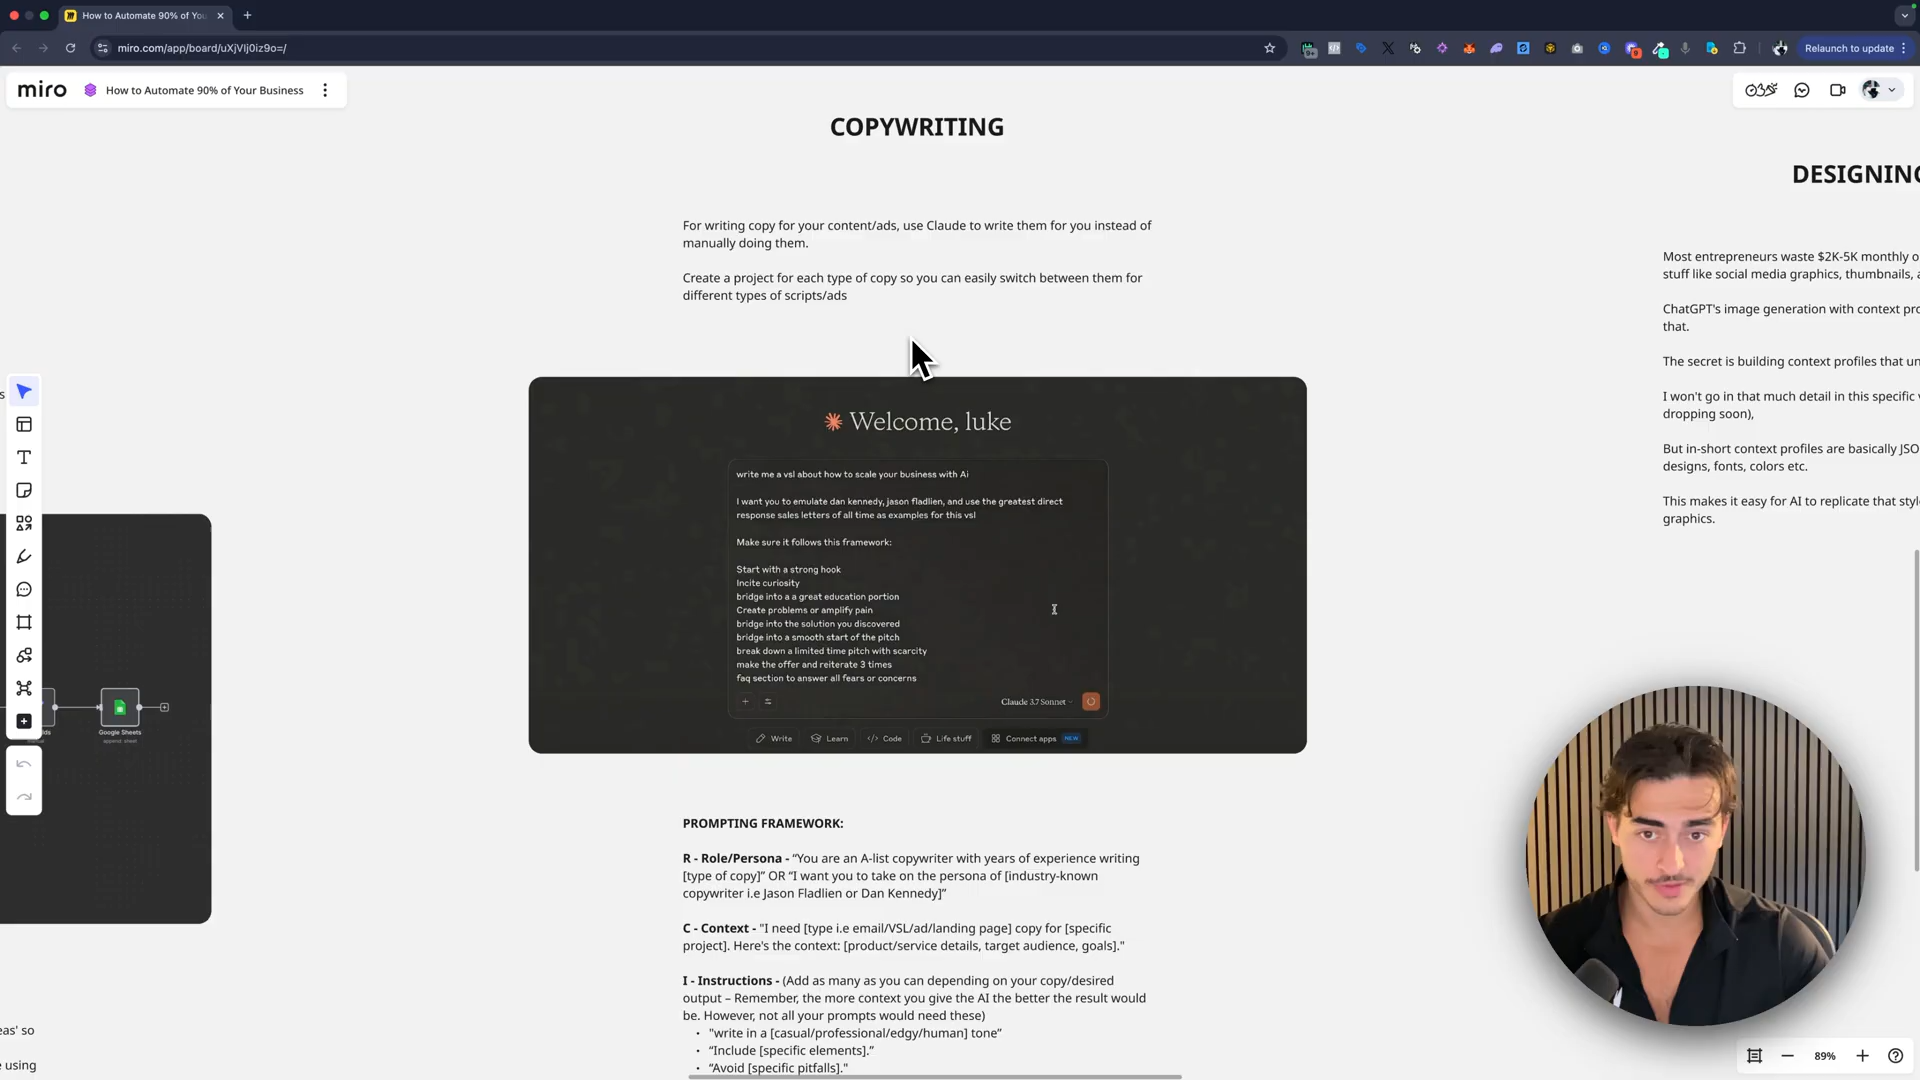 How to Automate 90% of You
miro.com/app/board/uXjVIj0iz9o=/
Relaunch to update
miro
How to Automate 90% of Your Business
COPYWRITING
For writing copy for your content/ads, use Claude to write them for you instead of
manually doing them.
Create a project for each type of copy so you can easily switch between them for
different types of scripts/ads
Welcome, luke
write me a vsl about how to scale your business with Ai
I want you to emulate dan kennedy, jason fladlien, and use the greatest direct
response sales letters of all time as examples for this vsl
Make sure it follows this framework:
Start with a strong hook
Incite curiosity
bridge into a a great education portion
Create problems or amplify pain
bridge into the solution you discovered
bridge into a smooth start of the pitch
break down a limited time pitch with scarcity
make the offer and reiterate 3 times
faq section to answer all fears or concerns
Claude 3.7 Sonnet
Write
Learn
Code
Life stuff
Connect apps
NEW
PROMPTING FRAMEWORK:
R - Role/Persona - “You are an A-list copywriter with years of experience writing
[type of copy]” OR “I want you to take on the persona of [industry-known
copywriter i.e Jason Fladlien or Dan Kennedy]”
C - Context - "I need [type i.e email/VSL/ad/landing page] copy for [specific
project]. Here's the context: [product/service details, target audience, goals]."
I - Instructions - (Add as many as you can depending on your copy/desired
output – Remember, the more context you give the AI the better the result would
be. However, not all your prompts would need these)
• "write in a [casual/professional/edgy/human] tone”
• “Include [specific elements].”
• “Avoid [specific pitfalls]."
DESIGNING
Most entrepreneurs waste $2K-5K monthly o
stuff like social media graphics, thumbnails, a
ChatGPT's image generation with context pro
that.
The secret is building context profiles that un
I won't go in that much detail in this specific v
dropping soon),
But in-short context profiles are basically JSO
designs, fonts, colors etc.
This makes it easy for AI to replicate that styl
graphics.
Google Sheets
append: sheet
eas' so
e using
89%